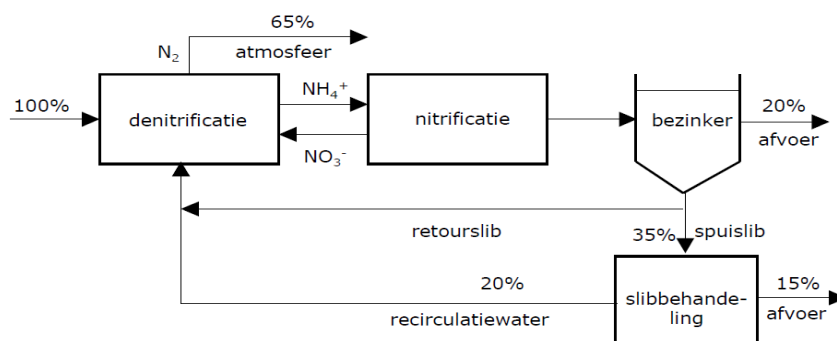 65%
N₂
atmosfeer
100%
denitrificatie
NH₄⁺
NO₃⁻
nitrificatie
bezinker
20%
afvoer
retourslib
35%
spuislib
20%
recirculatiewater
slibbehande-
ling
15%
afvoer